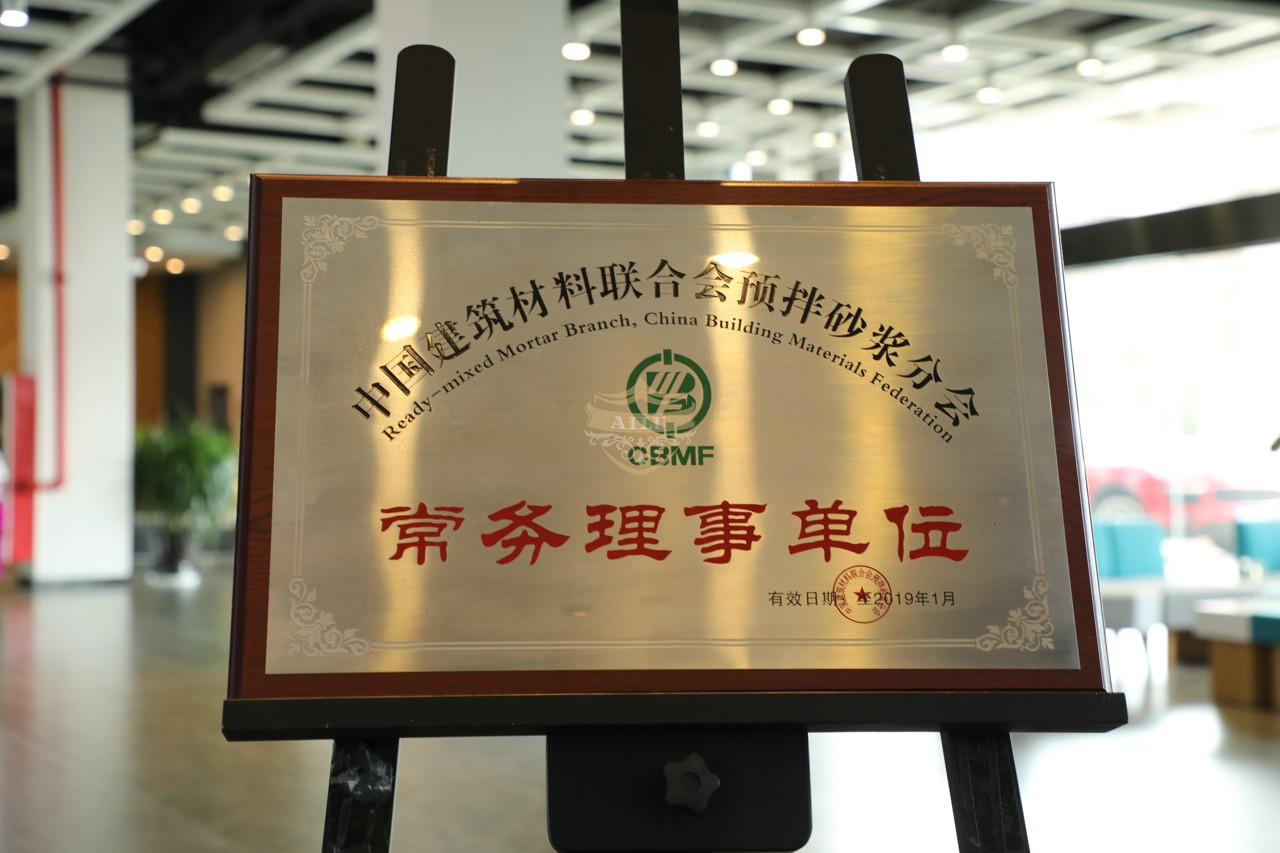 中国建筑材料联合会预拌砂浆分会
Ready-mixed Mortar Branch, China Building Materials Federation
CBMF
常务理事单位
有效日期 至2019年1月